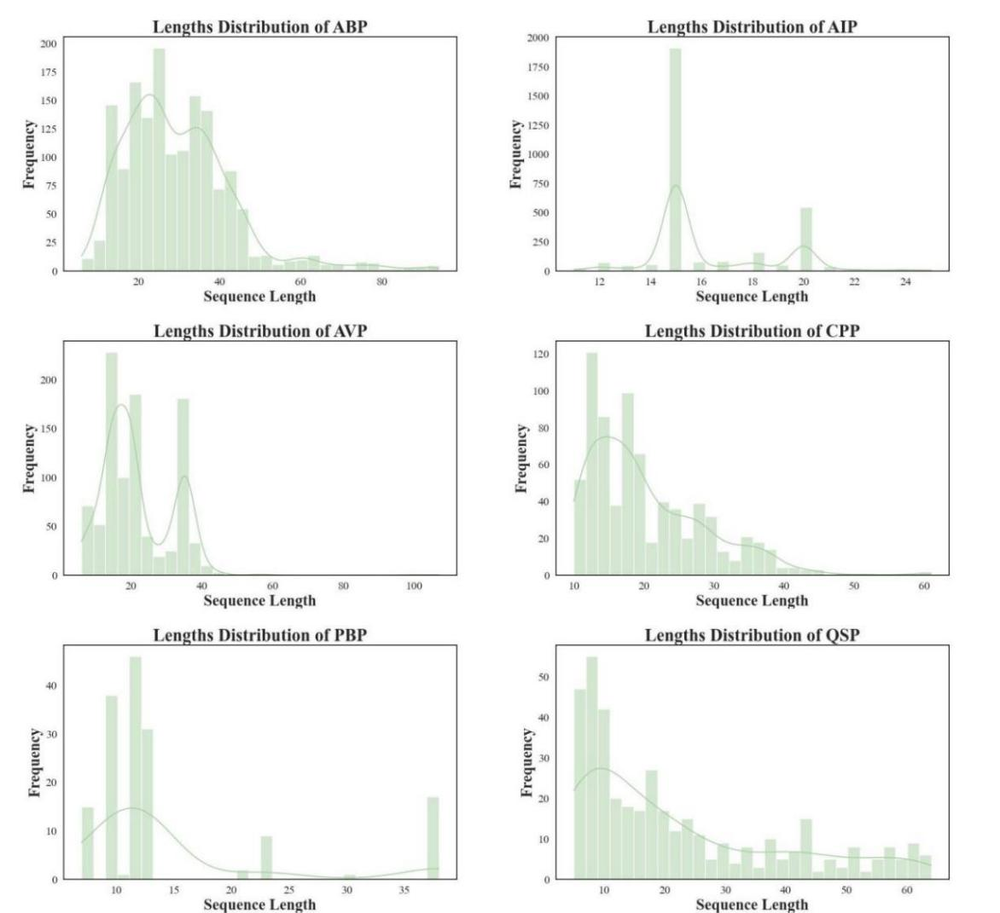 Lengths Distribution of ABP
200
175
150
125
100
75
50
25
0
Frequency
20 40 60 80
Sequence Length
Lengths Distribution of AIP
2000
1750
1500
1250
1000
750
500
250
0
Frequency
12 14 16 18 20 22 24
Sequence Length
Lengths Distribution of AVP
200
150
100
50
0
Frequency
20 40 60 80 100
Sequence Length
Lengths Distribution of CPP
120
100
80
60
40
20
0
Frequency
10 20 30 40 50 60
Sequence Length
Lengths Distribution of PBP
40
30
20
10
0
Frequency
10 15 20 25 30 35
Sequence Length
Lengths Distribution of QSP
50
40
30
20
10
0
Frequency
10 20 30 40 50 60
Sequence Length